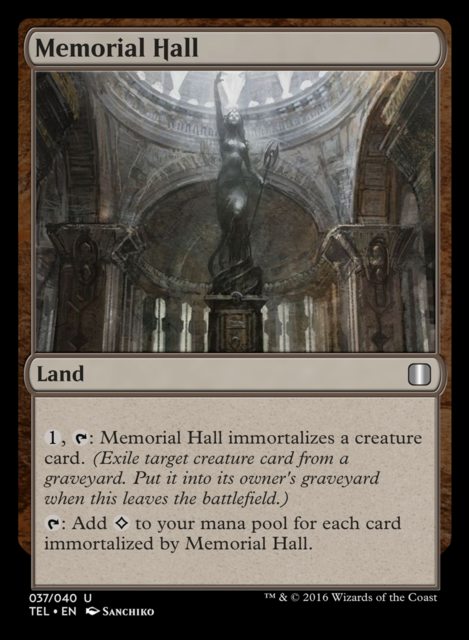 Memorial Hall
Land
1, : Memorial Hall immortalizes a creature
card. (Exile target creature card from a
graveyard. Put it into its owner's graveyard
when this leaves the battlefield.)
: Add to your mana pool for each card
immortalized by Memorial Hall.
037/040 U
TEL • EN Sanchiko
™ & © 2016 Wizards of the Coast